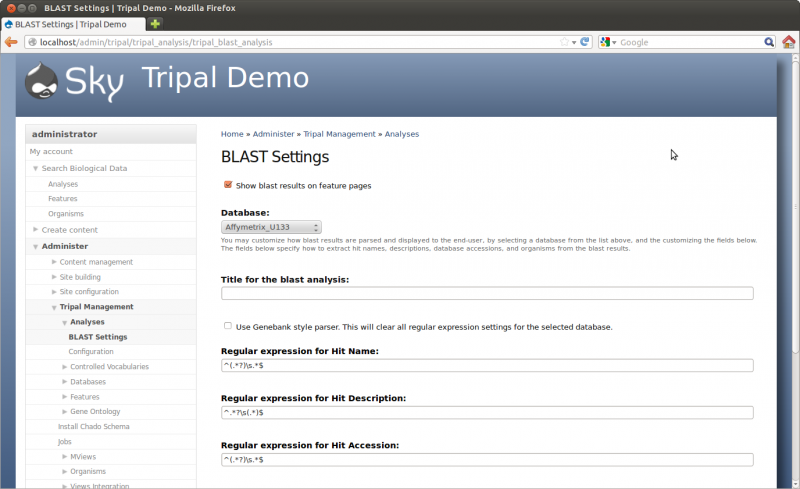 BLAST Settings | Tripal Demo - Mozilla Firefox
BLAST Settings | Tripal Demo
localhost/admin/tripal/tripal_analysis/tripal_blast_analysis
Google
Sky Tripal Demo
administrator
My account
Search Biological Data
Analyses
Features
Organisms
Create content
Administer
Content management
Site building
Site configuration
Tripal Management
Analyses
BLAST Settings
Configuration
Controlled Vocabularies
Databases
Features
Gene Ontology
Install Chado Schema
Jobs
MViews
Organisms
Views Integration
Home » Administer » Tripal Management » Analyses
BLAST Settings
Show blast results on feature pages
Database:
Affymetrix_U133
You may customize how blast results are parsed and displayed to the end-user, by selecting a database from the list above, and the customizing the fields below.
The fields below specify how to extract hit names, descriptions, database accessions, and organisms from the blast results.
Title for the blast analysis:
Use Genebank style parser. This will clear all regular expression settings for the selected database.
Regular expression for Hit Name:
^(.*?)\s.*$
Regular expression for Hit Description:
^.*?\s(.*)$
Regular expression for Hit Accession:
^(.*?)\s.*$